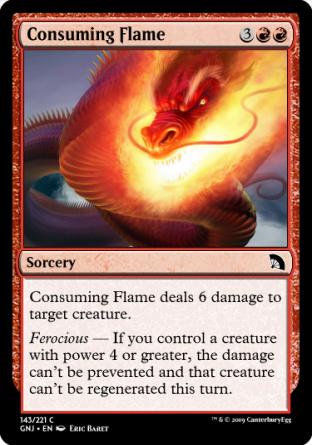 Consuming Flame 3
Sorcery
Consuming Flame deals 6 damage to
target creature.
Ferocious — If you control a creature
with power 4 or greater, the damage
can't be prevented and that creature
can't be regenerated this turn.
143/221 C
GNJ • EN Eric Baret
™ & © 2019 CanterburyEgg